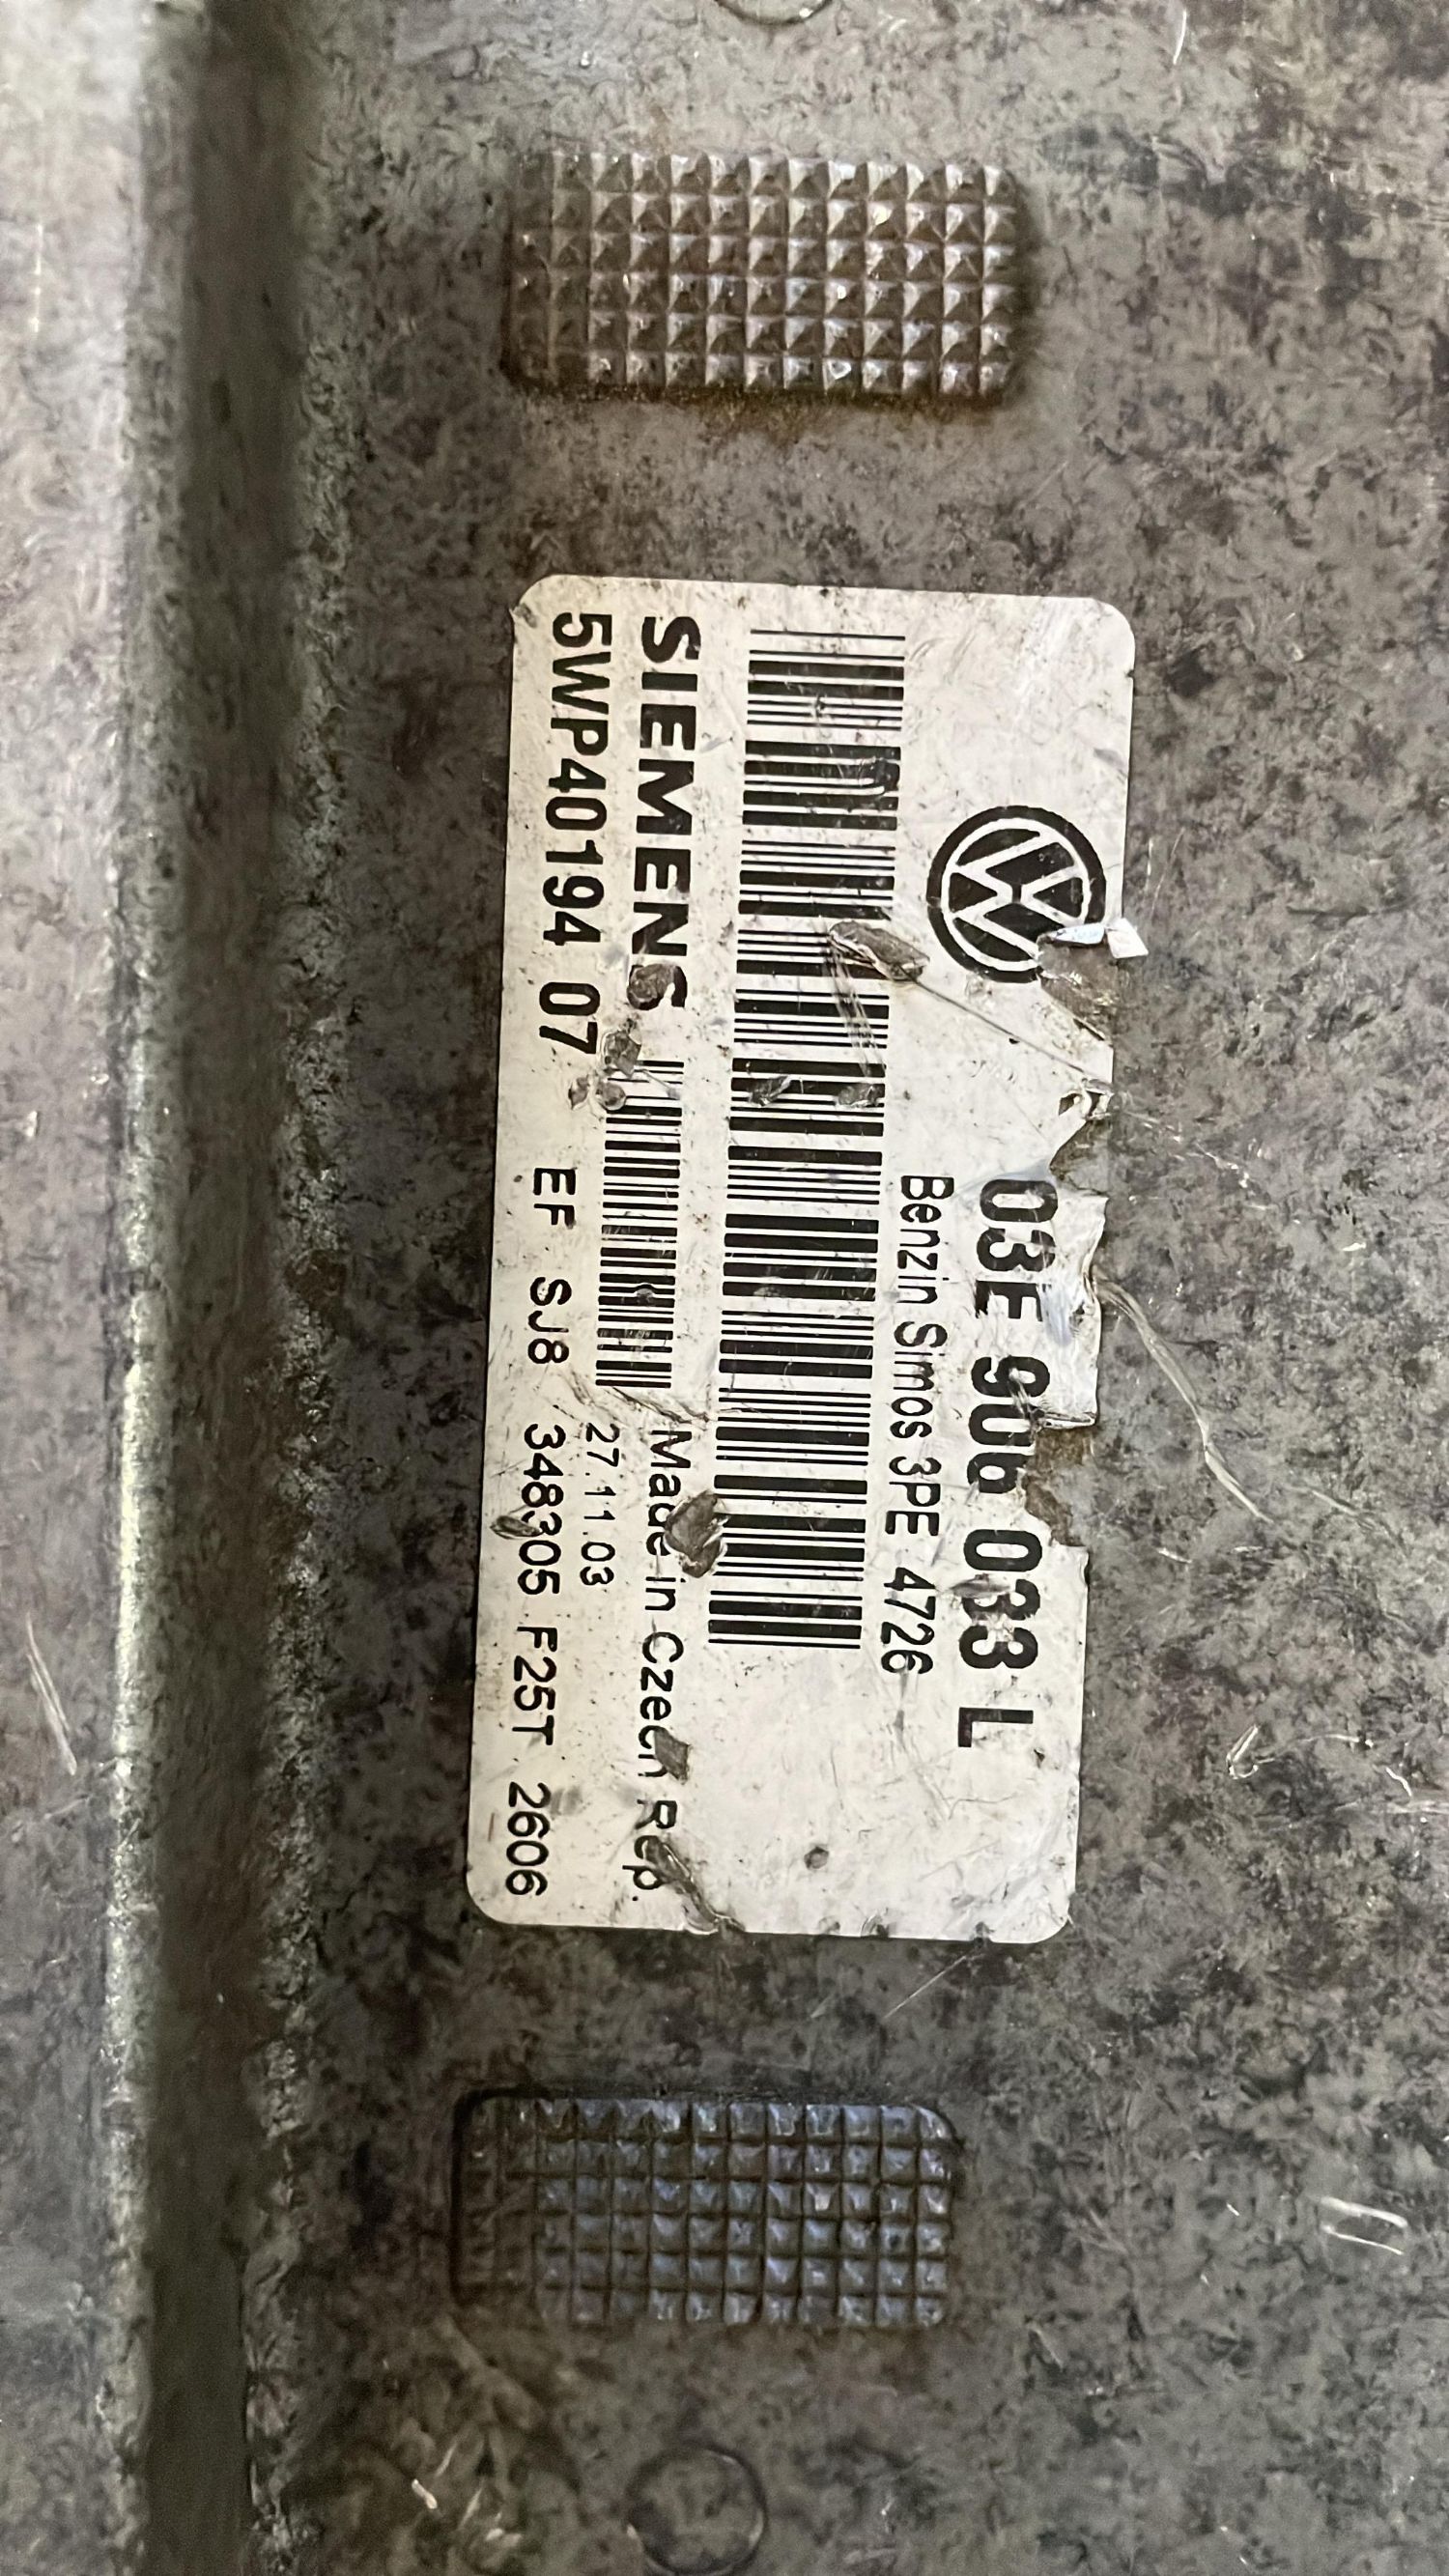 03E 906 033 L
Benzin Simos 3PE 4726
SIEMENS
Made in Czech Rep.
5WP40194 07
27.11.03
EF SJ8 348305 F25T 2606